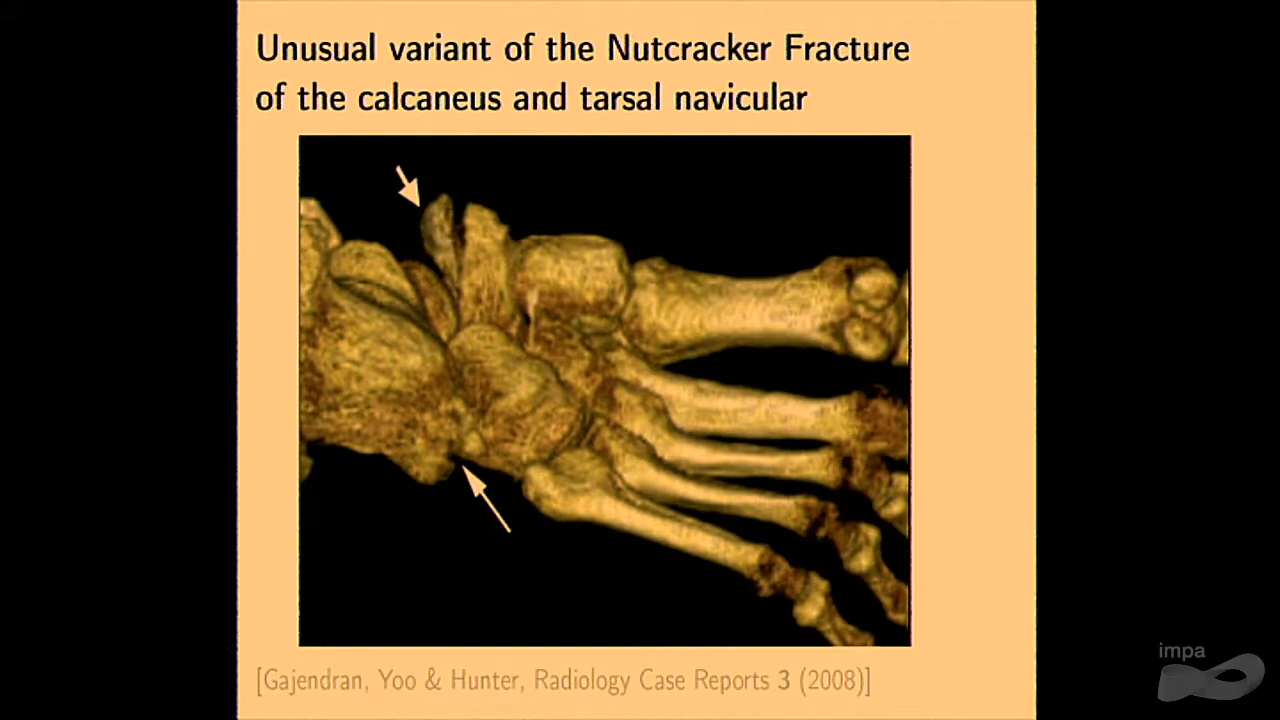 Unusual variant of the Nutcracker Fracture
of the calcaneus and tarsal navicular
[Gajendran, Yoo & Hunter, Radiology Case Reports 3 (2008)]
impa